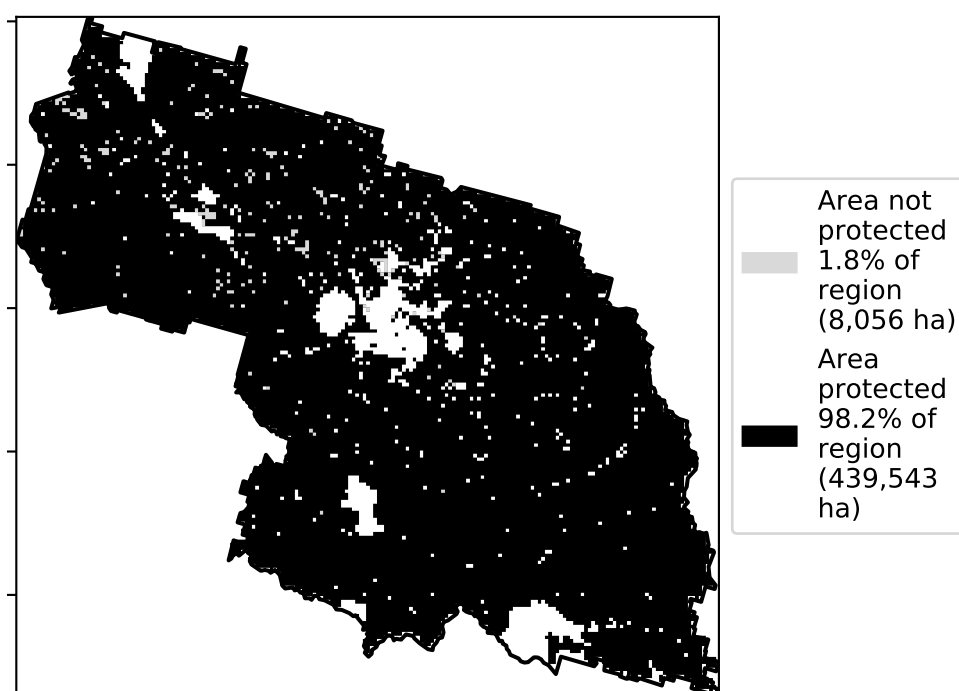 Area not
protected
1.8% of
region
(8,056 ha)
Area
protected
98.2% of
region
(439,543
ha)